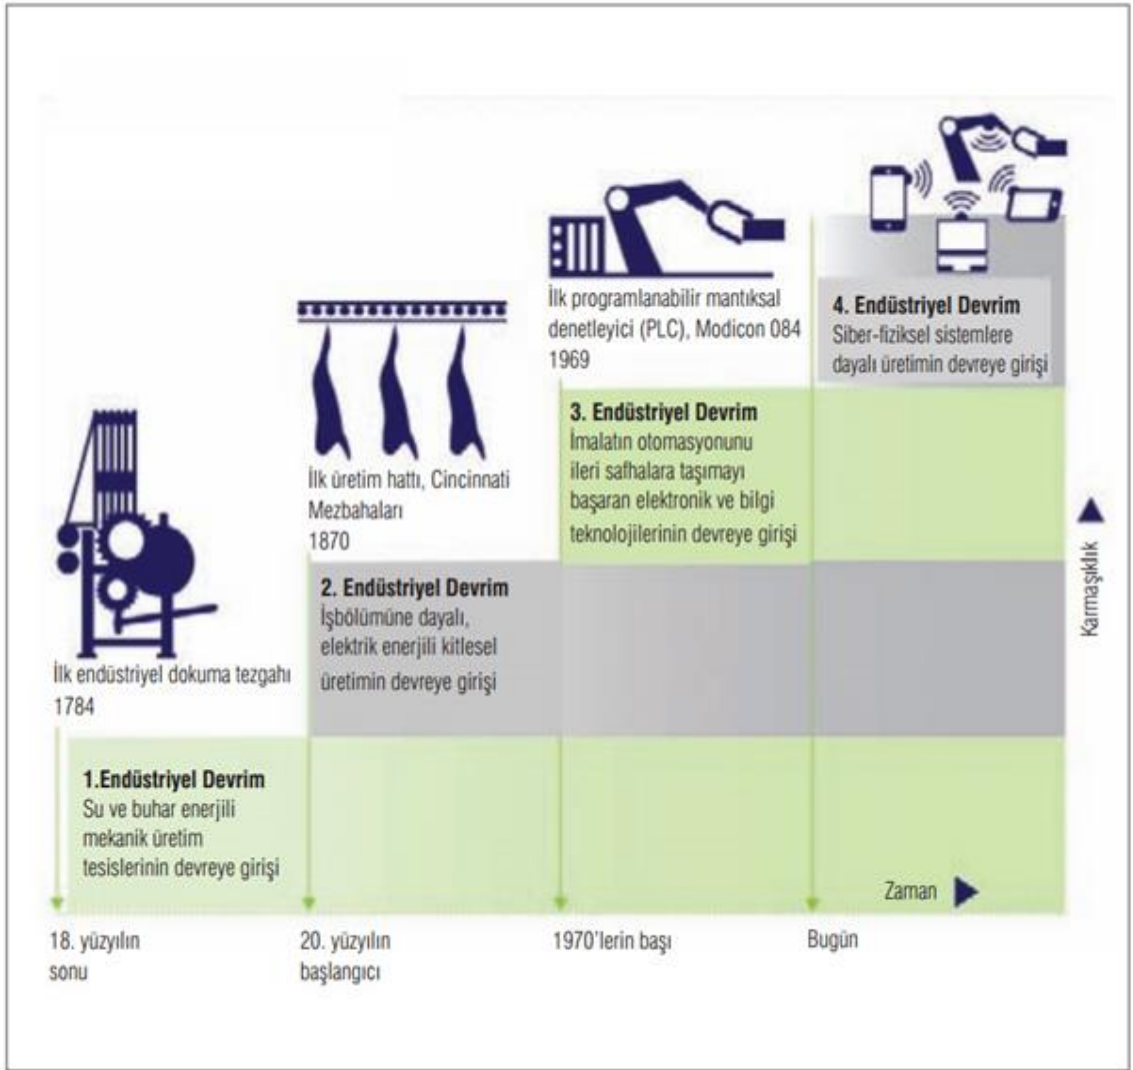 4. Endüstriyel Devrim
Siber-fiziksel sistemlere
dayalı üretimin devreye girişi
İlk programlanabilir mantıksal
denetleyici (PLC), Modicon 084
1969
3. Endüstriyel Devrim
İmalatın otomasyonunu
ileri safhalara taşımayı
başaran elektronik ve bilgi
teknolojilerinin devreye girişi
İlk üretim hattı, Cincinnati
Mezbahaları
1870
2. Endüstriyel Devrim
İşbölümüne dayalı,
elektrik enerjili kitlesel
üretimin devreye girişi
İlk endüstriyel dokuma tezgahı
1784
1.Endüstriyel Devrim
Su ve buhar enerjili
mekanik üretim
tesislerinin devreye girişi
Karmaşıklık
Zaman
18. yüzyılın
sonu
20. yüzyılın
başlangıcı
1970'lerin başı
Bugün